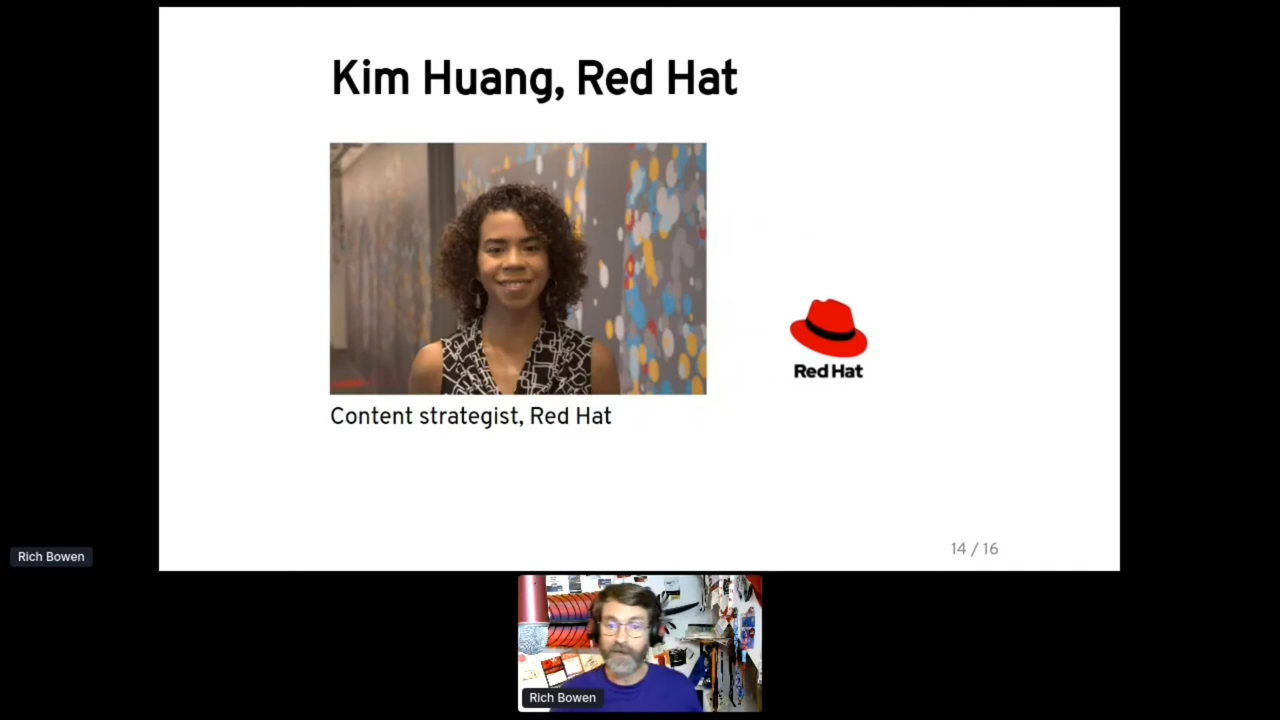 Kim Huang, Red Hat
Red Hat
Content strategist, Red Hat
14 / 16
Rich Bowen
Rich Bowen